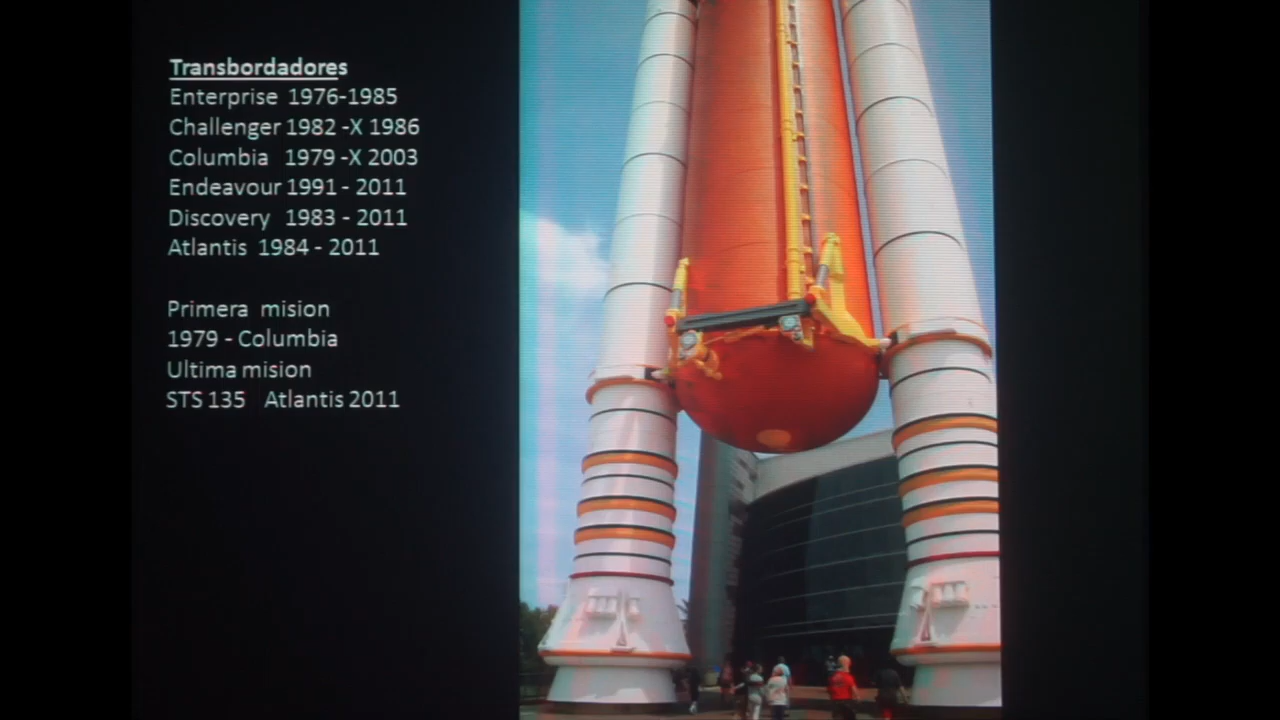 Transbordadores
Enterprise 1976-1985
Challenger 1982 -X 1986
Columbia 1979 -X 2003
Endeavour 1991 - 2011
Discovery 1983 - 2011
Atlantis 1984 - 2011
Primera mision
1979 - Columbia
Ultima mision
STS 135 Atlantis 2011